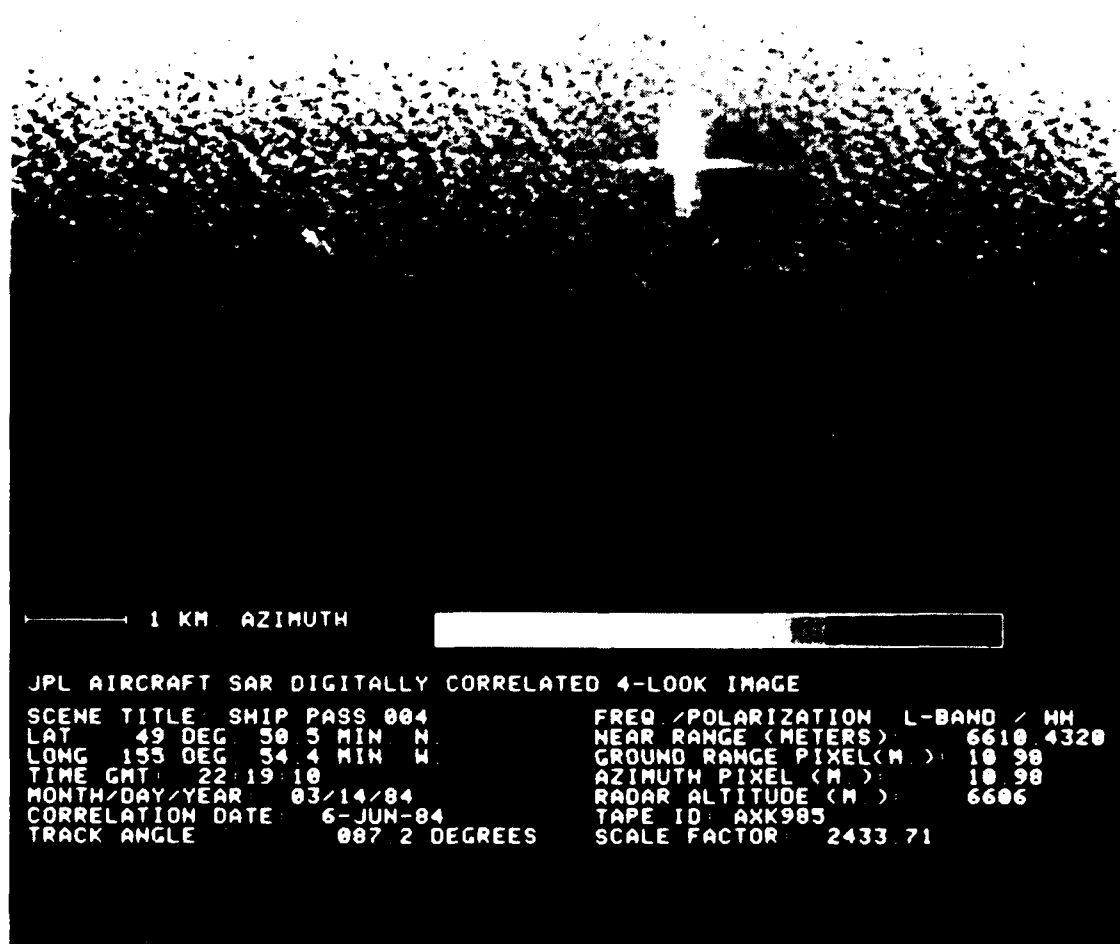 1 KM. AZIMUTH
JPL AIRCRAFT SAR DIGITALLY CORRELATED 4-LOOK IMAGE
SCENE TITLE: SHIP PASS 004
LAT 49 DEG 50.5 MIN N.
LONG 155 DEG 54.4 MIN W.
TIME GMT: 22:19:10
MONTH/DAY/YEAR: 03/14/84
CORRELATION DATE: 6-JUN-84
TRACK ANGLE 087.2 DEGREES
FREQ./POLARIZATION L-BAND / HH
NEAR RANGE (METERS): 6610.4320
GROUND RANGE PIXEL(M.): 10.98
AZIMUTH PIXEL (M.): 10.98
RADAR ALTITUDE (M.): 6606
TAPE ID: AXK985
SCALE FACTOR: 2433.71